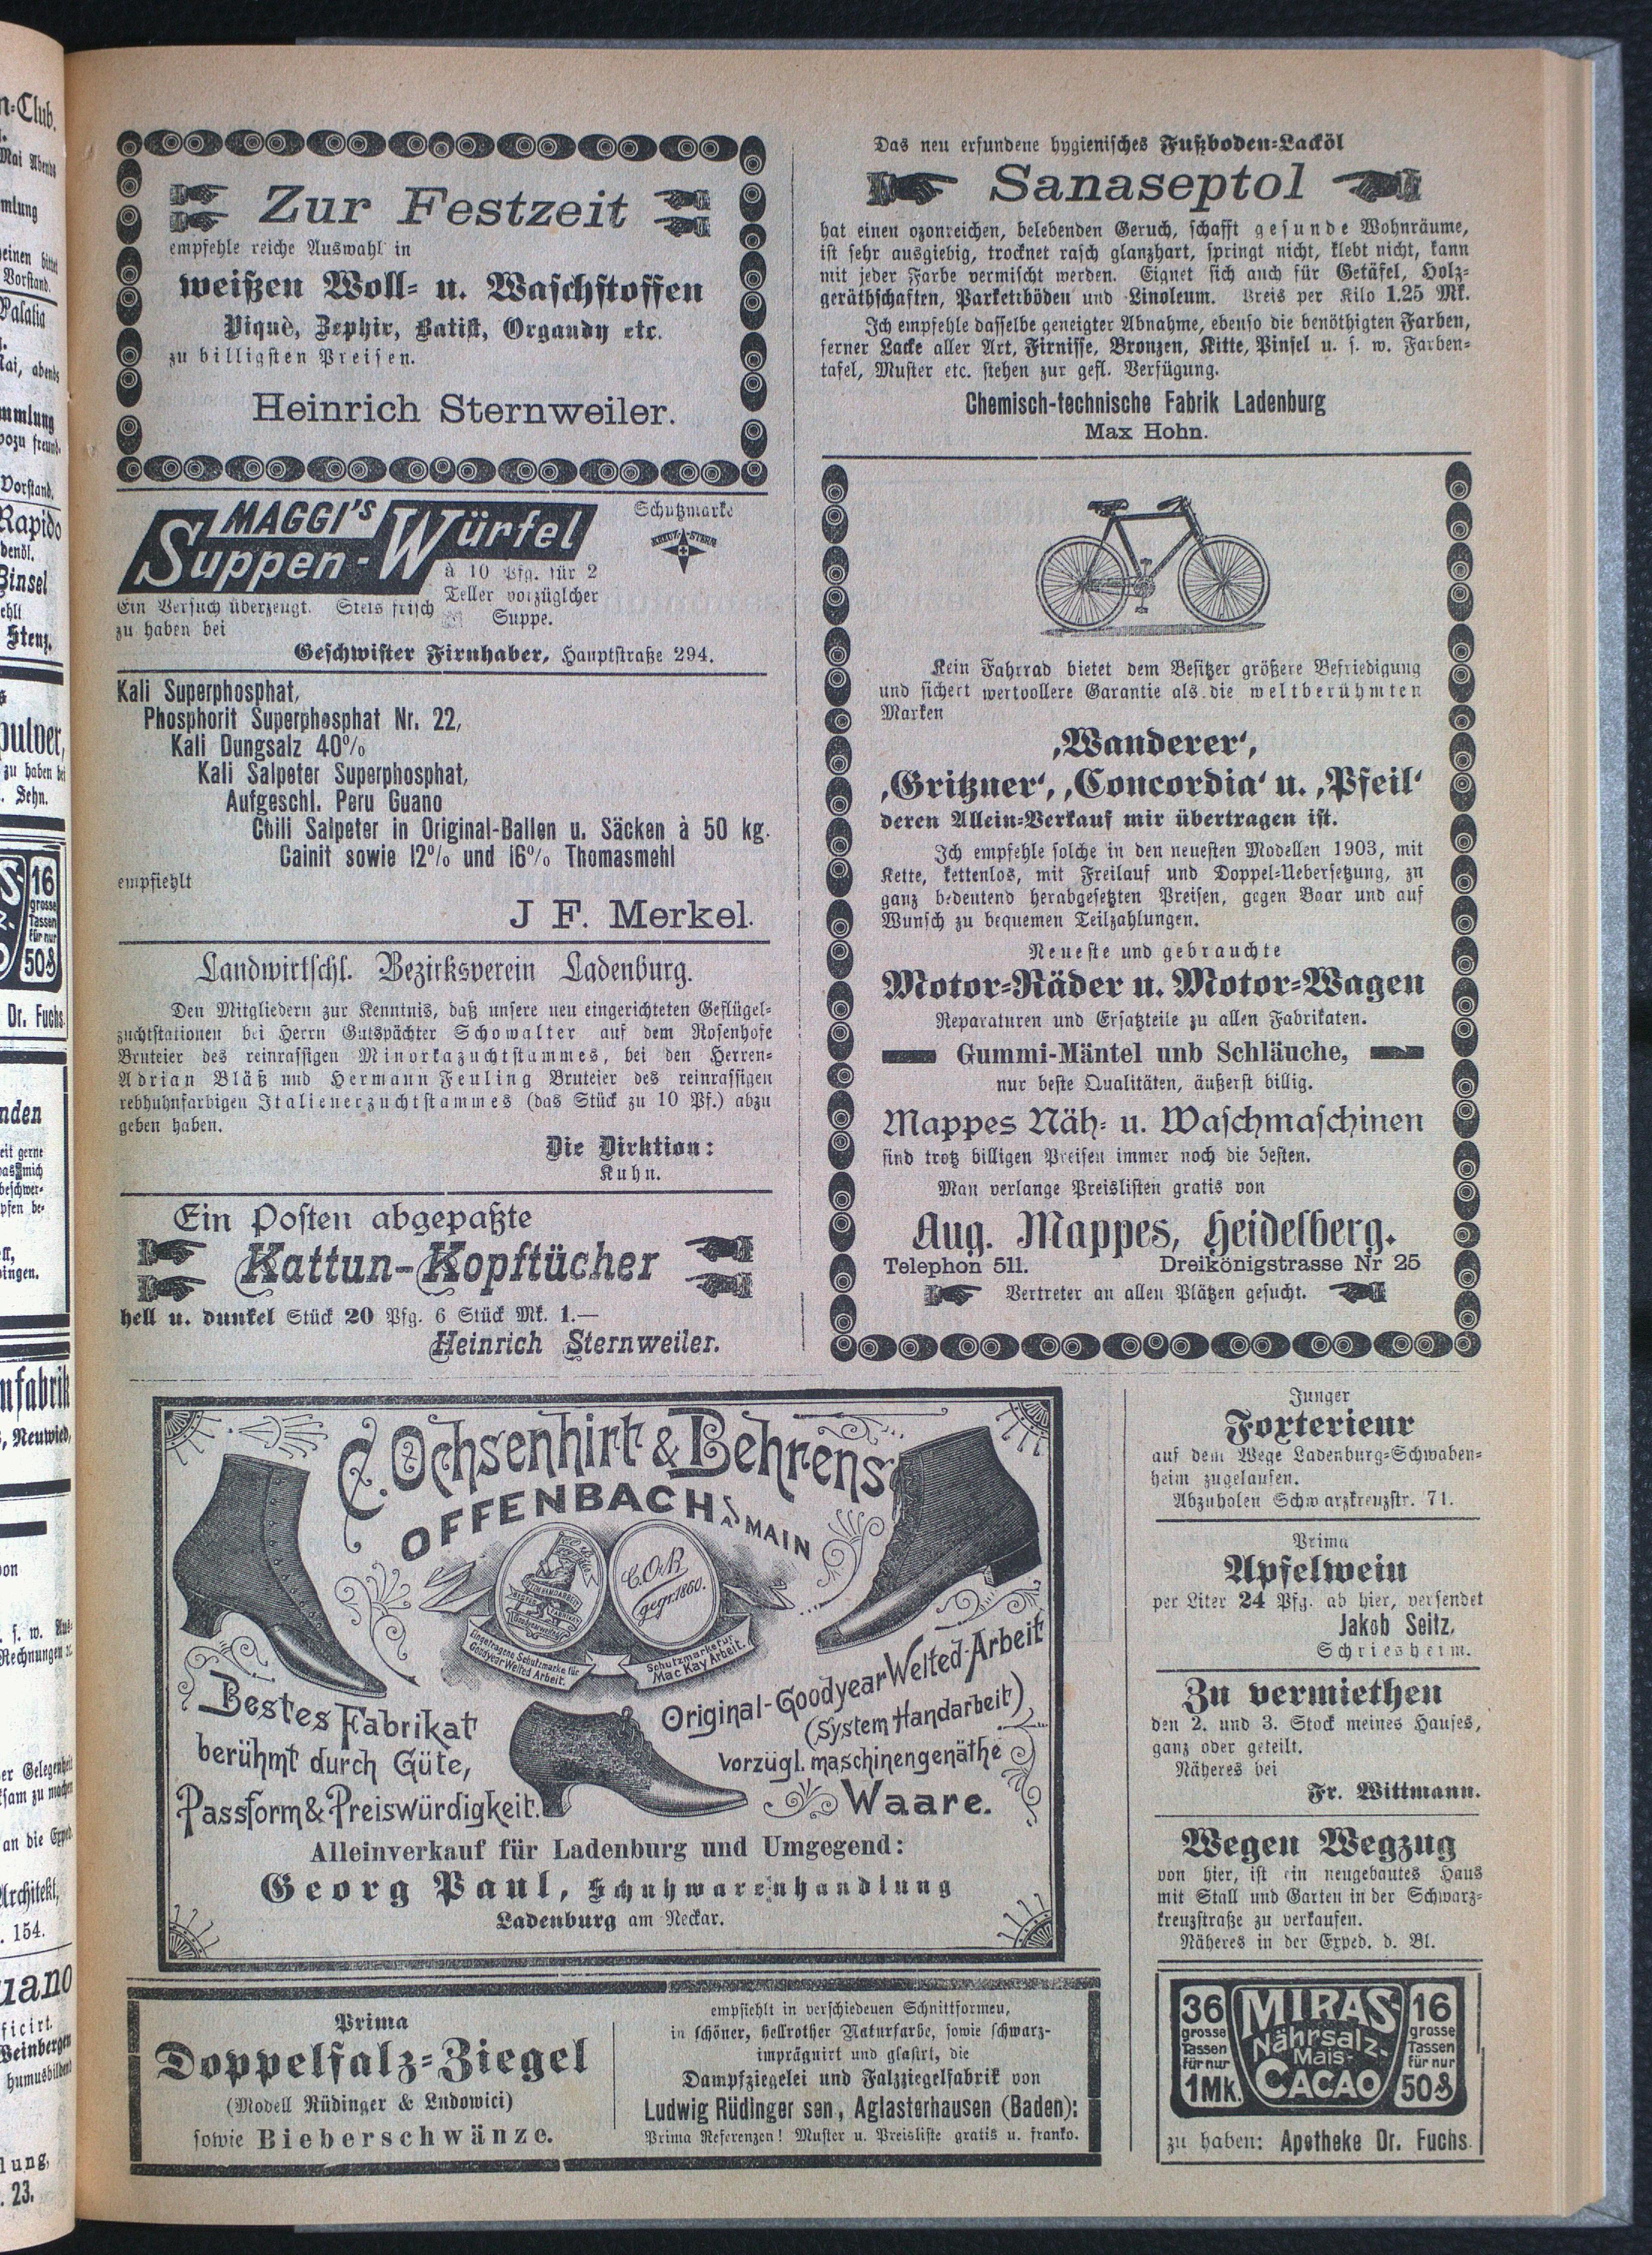 Zur Festzeit
empfehle reiche Auswahl in
weißen Woll- u. Waschstoffen
Piqué, Zephir, Batist, Organdy etc.
zu billigsten Preisen.
Heinrich Sternweiler.
MAGGI'S
Suppen-Würfel
Schutzmarke
KREUZ-STERN
à 10 Pfg. für 2
Teller vorzüglcher
Suppe.
Ein Versuch überzeugt. Stets frisch
zu haben bei
Geschwister Firnhaber, Hauptstraße 294.
Kali Superphosphat,
Phosphorit Superphosphat Nr. 22,
Kali Dungsalz 40%
Kali Salpeter Superphosphat,
Aufgeschl. Peru Guano
Chili Salpeter in Original-Ballen u. Säcken à 50 kg.
Cainit sowie 12% und 16% Thomasmehl
empfiehlt
J F. Merkel.
Landwirtschl. Bezirksverein Ladenburg.
Den Mitgliedern zur Kenntnis, daß unsere neu eingerichteten Geflügel-
zuchtstationen bei Herrn Gutspächter Schowalter auf dem Rosenhofe
Bruteier des reinrassigen Minorkazuchtstammes, bei den Herren
Adrian Bläß und Hermann Feuling Bruteier des reinrassigen
rebhuhnfarbigen Italienerzuchtstammes (das Stück zu 10 Pf.) abzu
geben haben.
Die Dirktion:
Kuhn.
Ein Posten abgepaßte
Kattun-Kopftücher
hell u. dunkel Stück 20 Pfg. 6 Stück Mk. 1.—
Heinrich Sternweiler.
Das neu erfundene hygienisches Fußboden-Lacköl
Sanaseptol
hat einen ozonreichen, belebenden Geruch, schafft gesunde Wohnräume,
ist sehr ausgiebig, trocknet rasch glanzhart, springt nicht, klebt nicht, kann
mit jeder Farbe vermischt werden. Eignet sich auch für Getäfel, Holz-
geräthschaften, Parkettböden und Linoleum. Preis per Kilo 1.25 Mk.
Ich empfehle dasselbe geneigter Abnahme, ebenso die benöthigten Farben,
ferner Lacke aller Art, Firnisse, Bronzen, Kitte, Pinsel u. s. w. Farben-
tafel, Muster etc. stehen zur gefl. Verfügung.
Chemisch-technische Fabrik Ladenburg
Max Hohn.
Kein Fahrrad bietet dem Besitzer größere Befriedigung
und sichert wertvollere Garantie als die weltberühmten
Marken
‚Wanderer‘,
‚Gritzner‘, ‚Concordia‘ u. ‚Pfeil‘
deren Allein-Verkauf mir übertragen ist.
Ich empfehle solche in den neuesten Modellen 1903, mit
Kette, kettenlos, mit Freilauf und Doppel-Uebersetzung, zu
ganz bedeutend herabgesetzten Preisen, gegen Baar und auf
Wunsch zu bequemen Teilzahlungen.
Neueste und gebrauchte
Motor-Räder u. Motor-Wagen
Reparaturen und Ersatzteile zu allen Fabrikaten.
Gummi-Mäntel unb Schläuche,
nur beste Qualitäten, äußerst billig.
Mappes Näh- u. Waschmaschinen
sind trotz billigen Preisen immer noch die besten.
Man verlange Preislisten gratis von
Aug. Mappes, Heidelberg.
Telephon 511. Dreikönigstrasse Nr 25
Vertreter an allen Plätzen gesucht.
C. Ochsenhirt & Behrens
OFFENBACH a. MAIN
C.O.B.
gegr. 1860.
Eingetragene Schutzmarke für
Goodyear Welted Arbeit.
Schutzmarke für
Mac Kay Arbeit.
Bestes Fabrikat
berühmt durch Güte,
Passform & Preiswürdigkeit.
Original-Goodyear Welted-Arbeit
(System Handarbeit)
vorzügl. maschinengenähte
Waare.
Alleinverkauf für Ladenburg und Umgegend:
Georg Paul, Schuhwarenhandlung
Ladenburg am Neckar.
Prima
Doppelfalz-Ziegel
(Modell Rüdinger & Ludowici)
sowie Bieberschwänze.
empfiehlt in verschiedenen Schnittformen,
in schöner, hellrother Naturfarbe, sowie schwarz-
imprägnirt und glasirt, die
Dampfziegelei und Falzziegelfabrik von
Ludwig Rüdinger sen, Aglasterhausen (Baden):
Prima Referenzen! Muster u. Preisliste gratis u. franko.
Junger
Foxterieur
auf dem Wege Ladenburg-Schwaben-
heim zugelaufen.
Abzuholen Schwarzkreuzstr. 71.
Prima
Apfelwein
per Liter 24 Pfg. ab hier, versendet
Jakob Seitz,
Schriesheim.
Zu vermiethen
den 2. und 3. Stock meines Hauses,
ganz oder geteilt.
Näheres bei
Fr. Wittmann.
Wegen Wegzug
von hier, ist ein neugebautes Haus
mit Stall und Garten in der Schwarz-
kreuzstraße zu verkaufen.
Näheres in der Exped. d. Bl.
36
grosse
Tassen
für nur
1Mk.
MIRAS
Nährsalz-
Mais-
CACAO
16
grosse
Tassen
für nur
50₰
zu haben: Apotheke Dr. Fuchs.